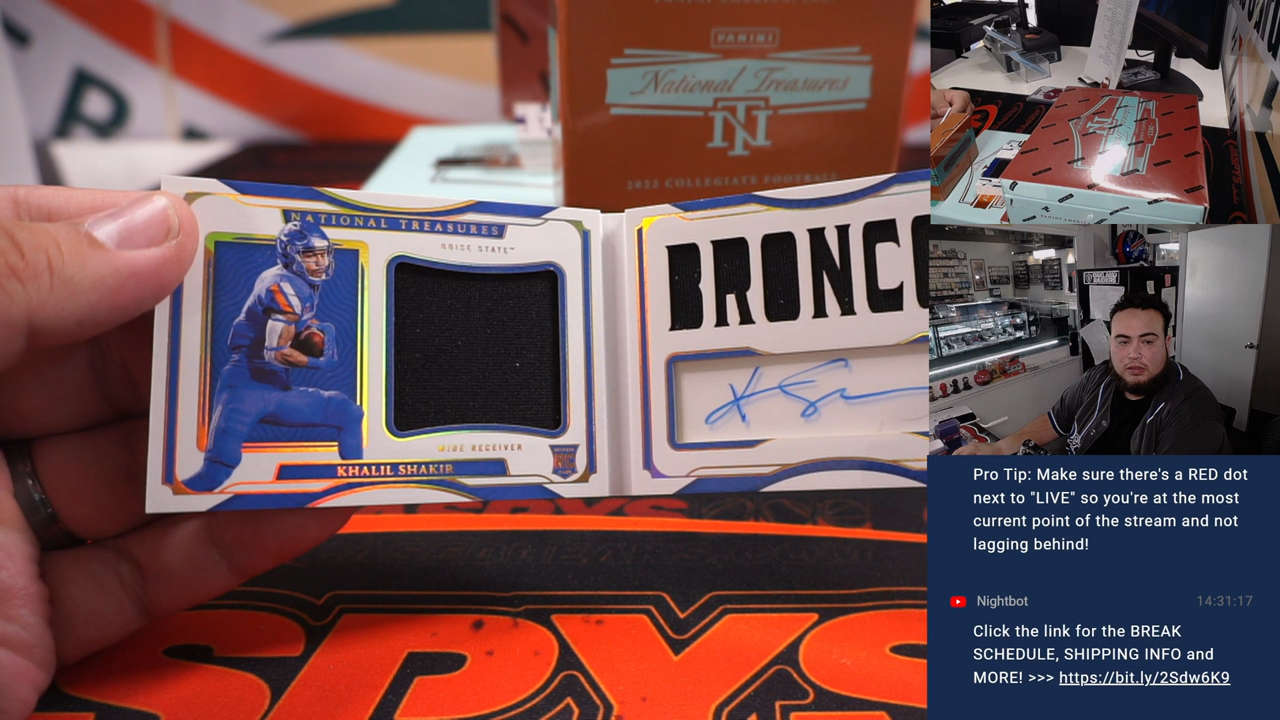 PANINI
National Treasures
NT
2022 COLLEGIATE FOOTBALL
NATIONAL TREASURES
BOISE STATE™
WIDE RECEIVER
KHALIL SHAKIR
BRONCO
SPYS
Pro Tip: Make sure there's a RED dot
next to "LIVE" so you're at the most
current point of the stream and not
lagging behind!
Nightbot 14:31:17
Click the link for the BREAK
SCHEDULE, SHIPPING INFO and
MORE! >>> https://bit.ly/2Sdw6K9